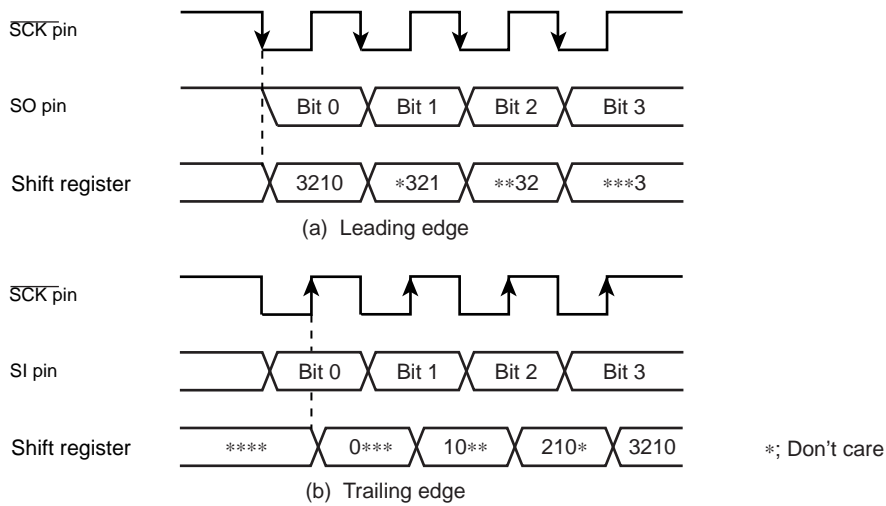 SCK pin
SO pin
Bit 0 Bit 1 Bit 2 Bit 3
Shift register
3210 *321 **32 ***3
(a) Leading edge
SCK pin
SI pin
Bit 0 Bit 1 Bit 2 Bit 3
Shift register
**** 0*** 10** 210* 3210
*; Don't care
(b) Trailing edge